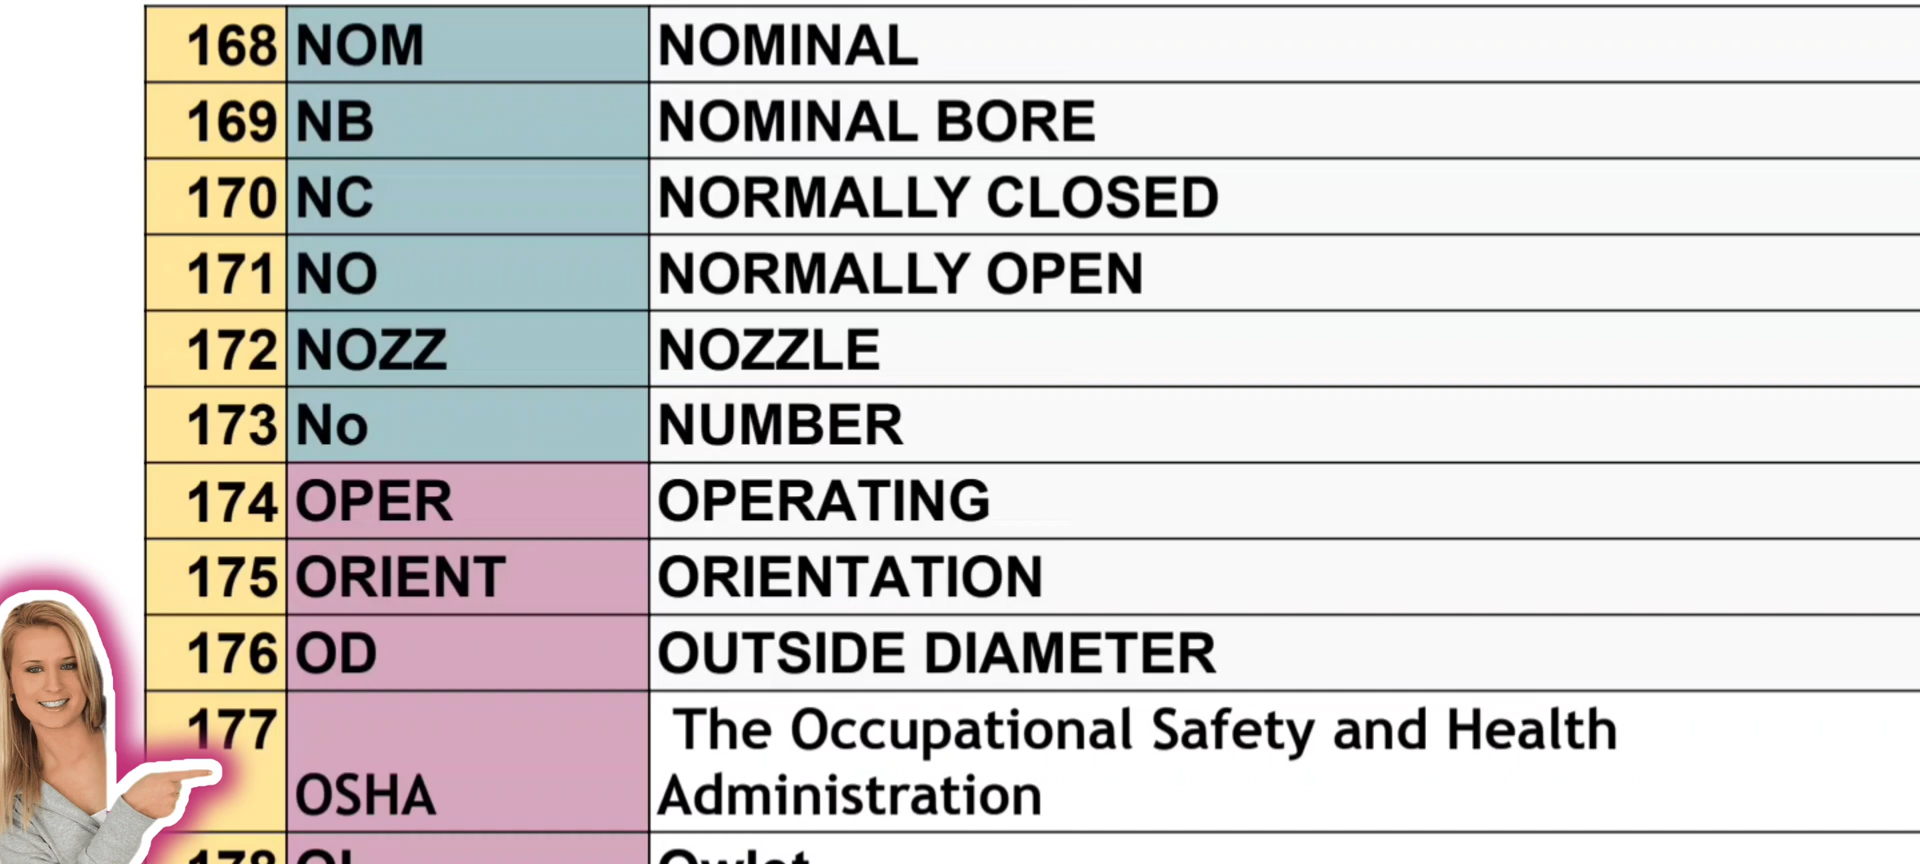 168 NOM NOMINAL
169 NB NOMINAL BORE
170 NC NORMALLY CLOSED
171 NO NORMALLY OPEN
172 NOZZ NOZZLE
173 No NUMBER
174 OPER OPERATING
175 ORIENT ORIENTATION
176 OD OUTSIDE DIAMETER
177 The Occupational Safety and Health
OSHA Administration